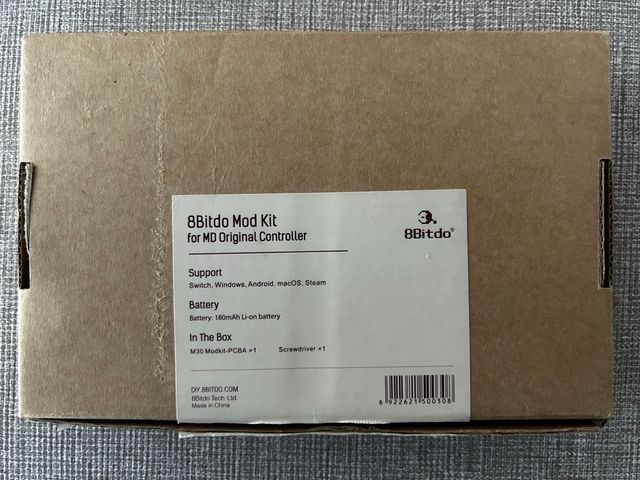 8Bitdo Mod Kit
for MD Original Controller
8Bitdo®
Support
Switch, Windows, Android, macOS, Steam
Battery
Battery: 180mAh Li-on battery
In The Box
M30 Modkit-PCBA ×1 Screwdriver ×1
DIY.8BITDO.COM
8Bitdo Tech Ltd.
Made in China
6 922621 500308